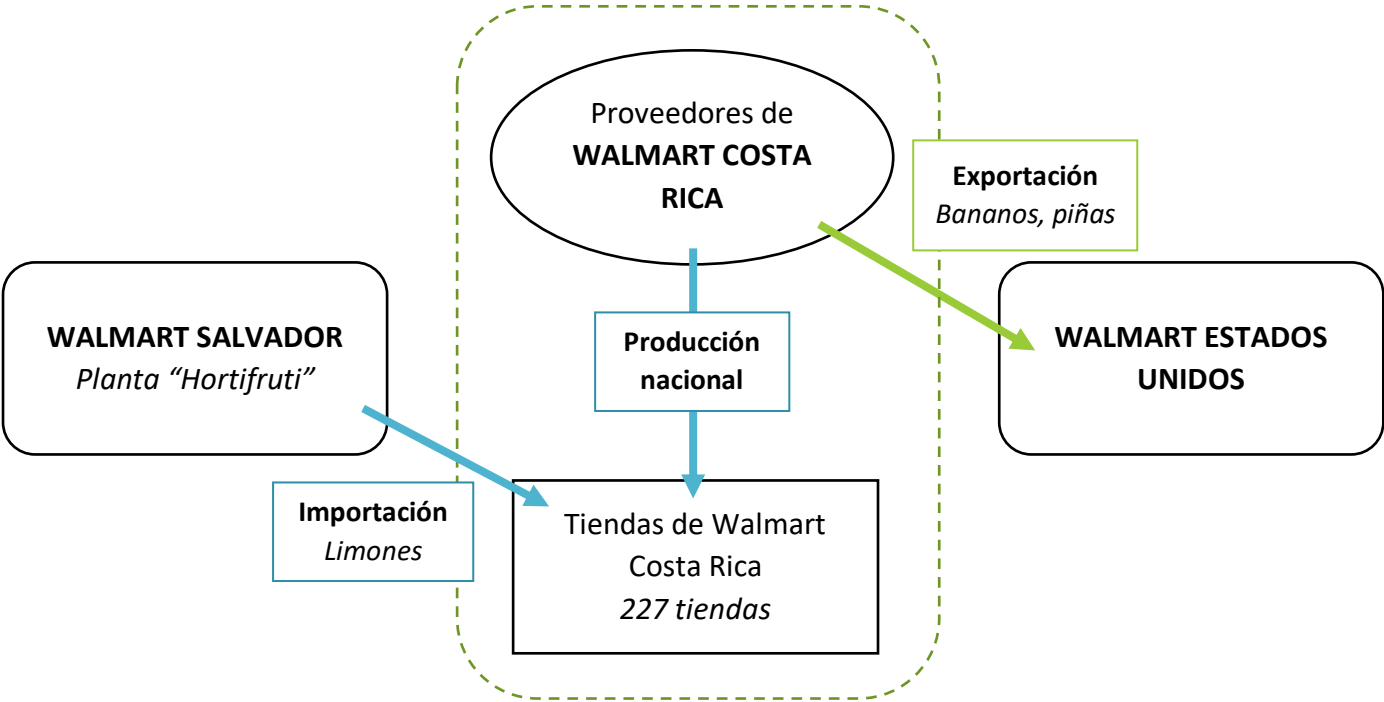 Proveedores de
WALMART COSTA
RICA
Exportación
Bananos, piñas
WALMART SALVADOR
Planta “Hortifruti”
Producción
nacional
WALMART ESTADOS
UNIDOS
Importación
Limones
Tiendas de Walmart
Costa Rica
227 tiendas